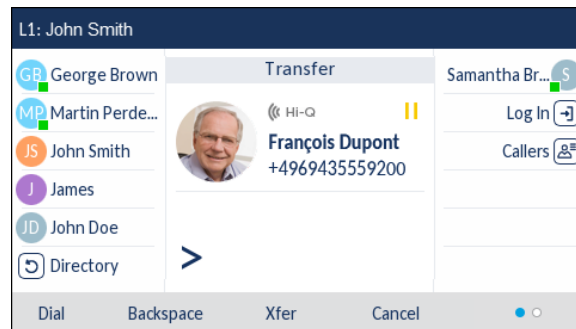 L1: John Smith
Transfer
GB George Brown
MP Martin Perde...
JS John Smith
J James
JD John Doe
Directory
Hi-Q
François Dupont
+4969435559200
>
Samantha Br... S
Log In
Callers
Dial Backspace Xfer Cancel